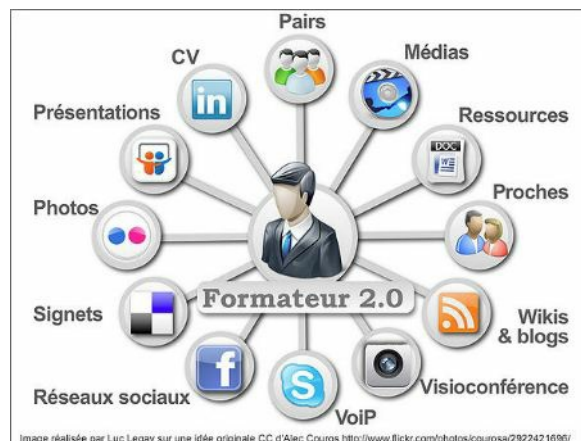 Pairs
CV
Médias
Présentations
in
Ressources
DOC
W
Photos
Proches
Formateur 2.0
Signets
Wikis
& blogs
f
S
Réseaux sociaux
Visioconférence
VoiP
Image réalisée par Luc Legay sur une idée originale CC d'Alec Couros http://www.flickr.com/photos/courosa/2922421696/